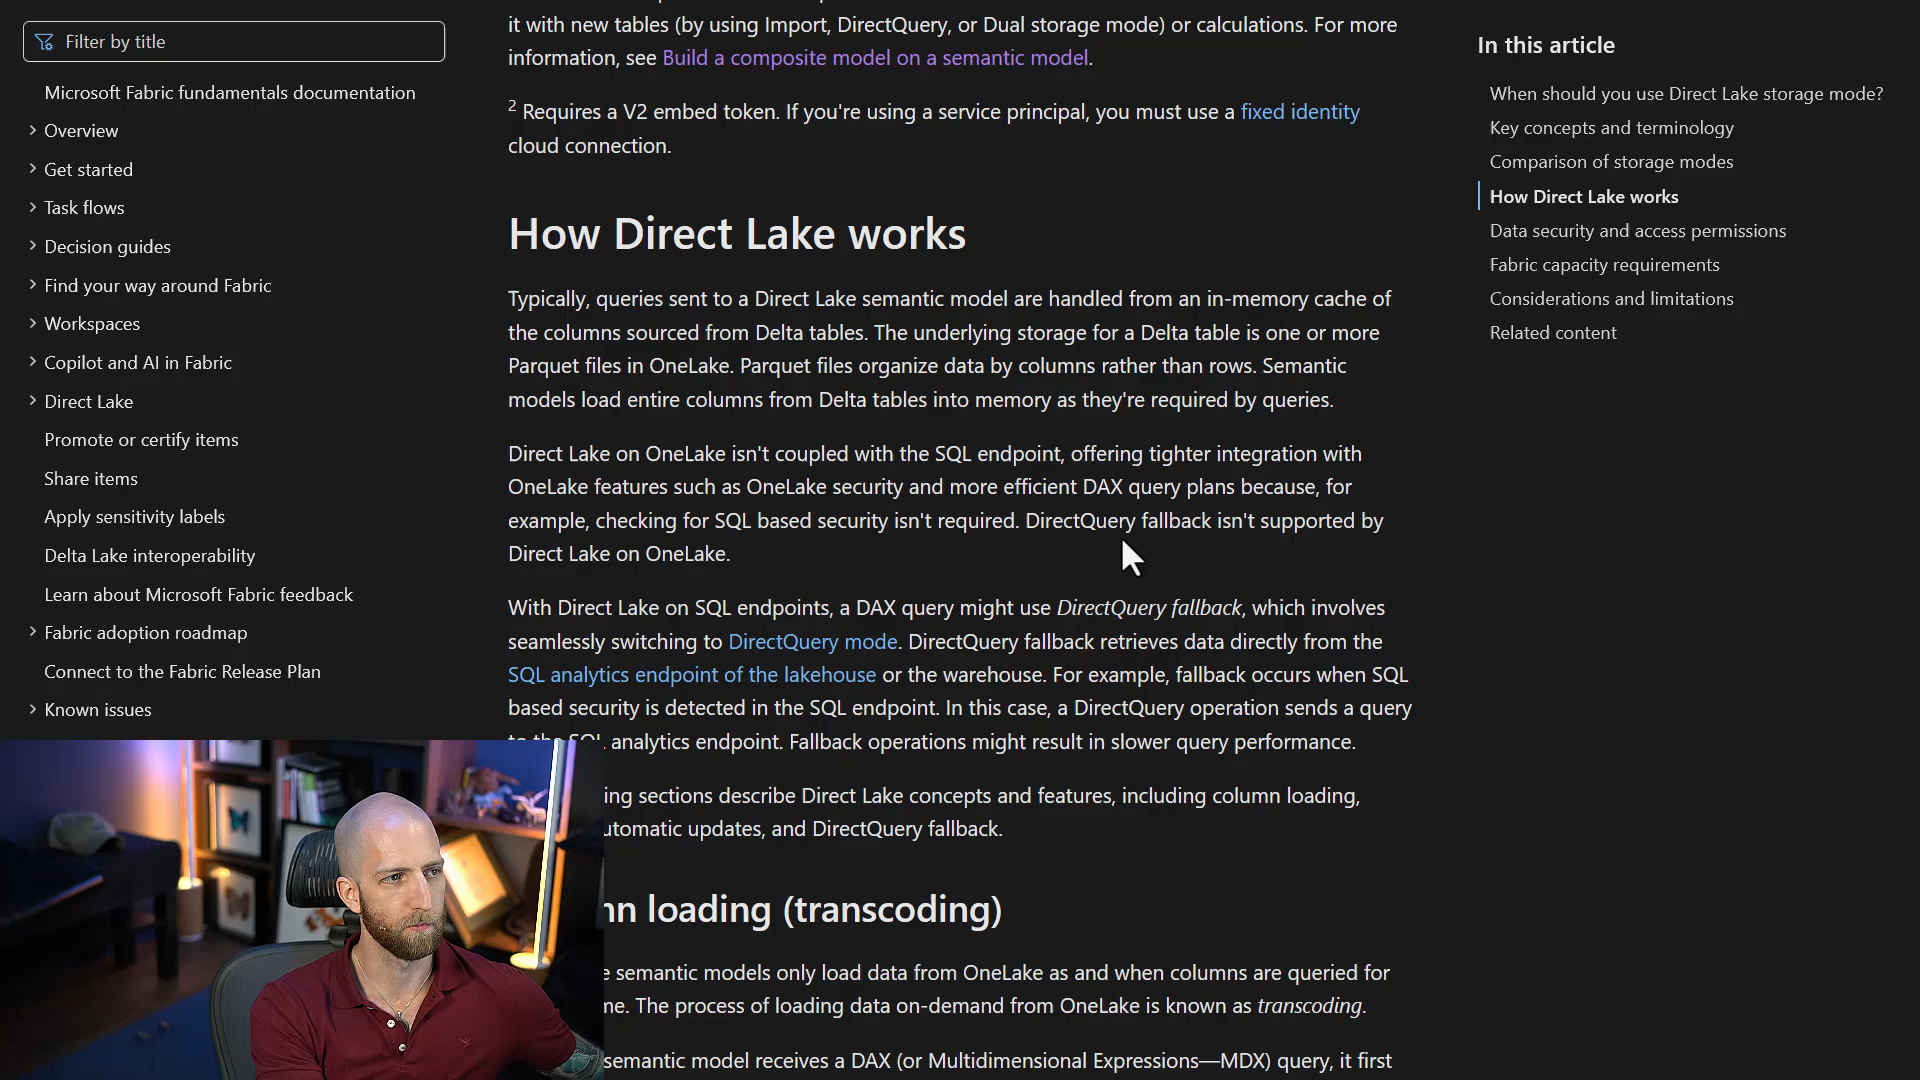 Filter by title
Microsoft Fabric fundamentals documentation
Overview
Get started
Task flows
Decision guides
Find your way around Fabric
Workspaces
Copilot and AI in Fabric
Direct Lake
Promote or certify items
Share items
Apply sensitivity labels
Delta Lake interoperability
Learn about Microsoft Fabric feedback
Fabric adoption roadmap
Connect to the Fabric Release Plan
Known issues
it with new tables (by using Import, DirectQuery, or Dual storage mode) or calculations. For more
information, see Build a composite model on a semantic model.
2 Requires a V2 embed token. If you're using a service principal, you must use a fixed identity
cloud connection.
How Direct Lake works
Typically, queries sent to a Direct Lake semantic model are handled from an in-memory cache of
the columns sourced from Delta tables. The underlying storage for a Delta table is one or more
Parquet files in OneLake. Parquet files organize data by columns rather than rows. Semantic
models load entire columns from Delta tables into memory as they're required by queries.
Direct Lake on OneLake isn't coupled with the SQL endpoint, offering tighter integration with
OneLake features such as OneLake security and more efficient DAX query plans because, for
example, checking for SQL based security isn't required. DirectQuery fallback isn't supported by
Direct Lake on OneLake.
With Direct Lake on SQL endpoints, a DAX query might use DirectQuery fallback, which involves
seamlessly switching to DirectQuery mode. DirectQuery fallback retrieves data directly from the
SQL analytics endpoint of the lakehouse or the warehouse. For example, fallback occurs when SQL
based security is detected in the SQL endpoint. In this case, a DirectQuery operation sends a query
analytics endpoint. Fallback operations might result in slower query performance.
ing sections describe Direct Lake concepts and features, including column loading,
utomatic updates, and DirectQuery fallback.
loading (transcoding)
semantic models only load data from OneLake as and when columns are queried for
me. The process of loading data on-demand from OneLake is known as transcoding.
semantic model receives a DAX (or Multidimensional Expressions—MDX) query, it first
In this article
When should you use Direct Lake storage mode?
Key concepts and terminology
Comparison of storage modes
How Direct Lake works
Data security and access permissions
Fabric capacity requirements
Considerations and limitations
Related content